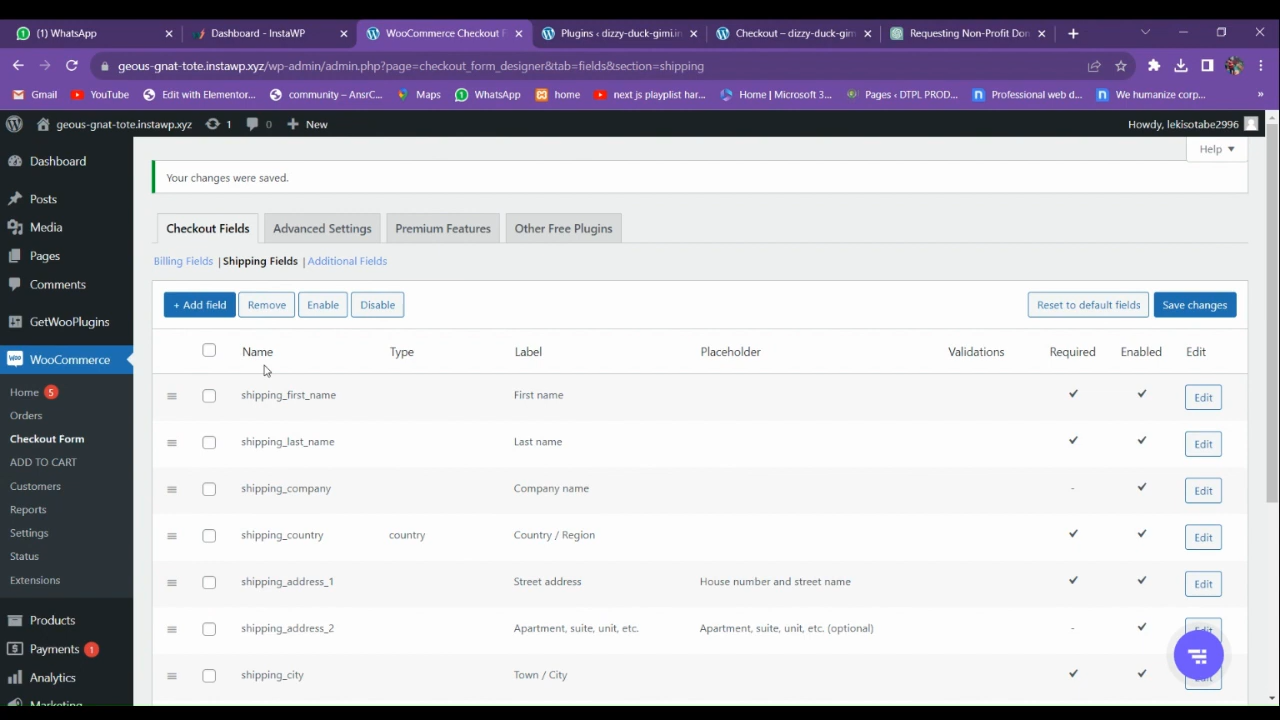 (1) WhatsApp
Dashboard - InstaWP
WooCommerce Checkout F
Plugins ‹ dizzy-duck-gimi.in
Checkout – dizzy-duck-gim
Requesting Non-Profit Don
geous-gnat-tote.instawp.xyz/wp-admin/admin.php?page=checkout_form_designer&tab=fields&section=shipping
Gmail
YouTube
Edit with Elementor...
community – AnsrC...
Maps
WhatsApp
home
next js playplist har...
Home | Microsoft 3...
Pages ‹ DTPL PROD...
Professional web d...
We humanize corp...
»
geous-gnat-tote.instawp.xyz
1
0
New
Howdy, lekisotabe2996
Dashboard
Posts
Media
Pages
Comments
GetWooPlugins
WooCommerce
Home 5
Orders
Checkout Form
ADD TO CART
Customers
Reports
Settings
Status
Extensions
Products
Payments 1
Analytics
Marketing
Help
Your changes were saved.
Checkout Fields
Advanced Settings
Premium Features
Other Free Plugins
Billing Fields | Shipping Fields | Additional Fields
+ Add field
Remove
Enable
Disable
Reset to default fields
Save changes
Name Type Label Placeholder Validations Required Enabled Edit
shipping_first_name First name Edit
shipping_last_name Last name Edit
shipping_company Company name - Edit
shipping_country country Country / Region Edit
shipping_address_1 Street address House number and street name Edit
shipping_address_2 Apartment, suite, unit, etc. Apartment, suite, unit, etc. (optional) - Edit
shipping_city Town / City Edit